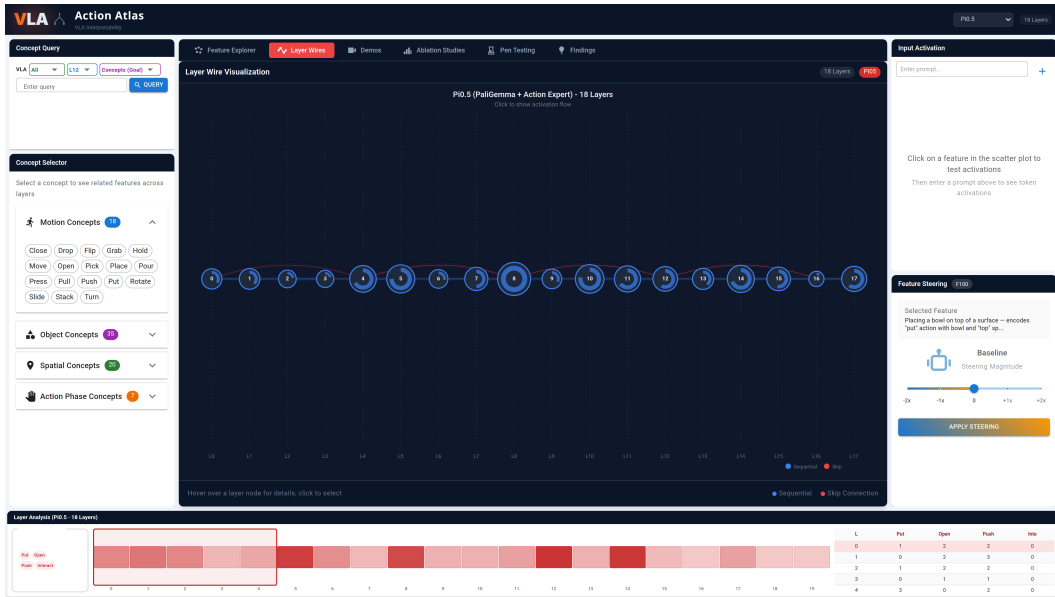 VLA
Action Atlas
VLA Interpretability
Pi0.5
18 Layers
Concept Query
VLA All L12 Concepts (Goal)
Enter query
QUERY
Concept Selector
Select a concept to see related features across
layers
Motion Concepts 18
Close Drop Flip Grab Hold
Move Open Pick Place Pour
Press Pull Push Put Rotate
Slide Stack Turn
Object Concepts 35
Spatial Concepts 20
Action Phase Concepts 7
Feature Explorer Layer Wires Demos Ablation Studies Pen Testing Findings
Layer Wire Visualization 18 Layers PI05
Pi0.5 (PaliGemma + Action Expert) - 18 Layers
Click to show activation flow
0 1 2 3 4 5 6 7 8 9 10 11 12 13 14 15 16 17
L0 L1 L2 L3 L4 L5 L6 L7 L8 L9 L10 L11 L12 L13 L14 L15 L16 L17
Sequential Skip
Hover over a layer node for details, click to select Sequential Skip Connection
Input Activation
Enter prompt...
Click on a feature in the scatter plot to
test activations
Then enter a prompt above to see token
activations
Feature Steering F100
Selected Feature
Placing a bowl on top of a surface — encodes
"put" action with bowl and "top" sp...
Baseline
Steering Magnitude
-2x -1x 0 +1x +2x
APPLY STEERING
Layer Analysis (Pi0.5 - 18 Layers)
Put Open
Push Interact
0 1 2 3 4 5 6 7 8 9 10 11 12 13 14 15 16 17 18 19
L Put Open Push Inte
0 1 2 2 0
1 0 2 3 0
2 1 2 2 0
3 0 1 1 0
4 3 0 2 0